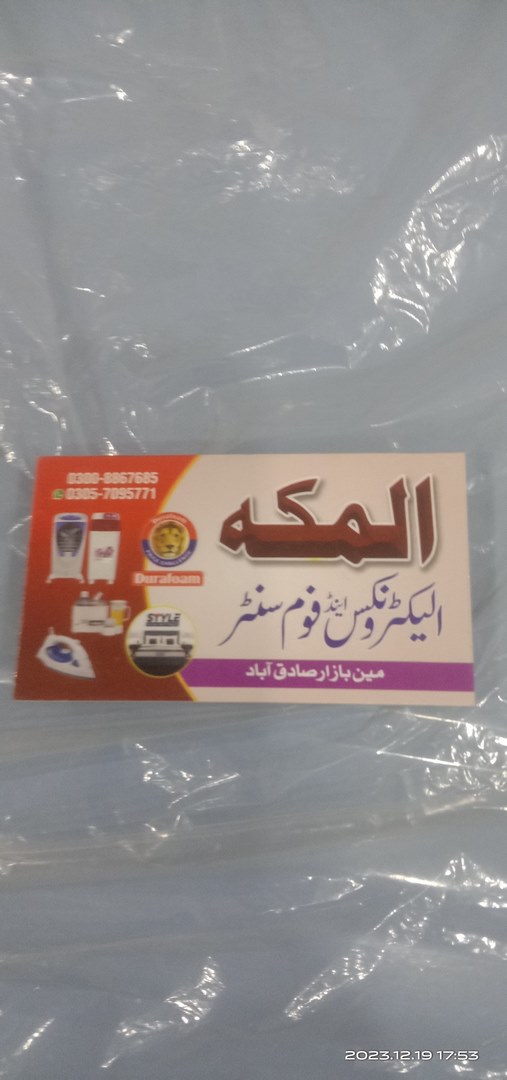 0300-8867685
0305-7095771
المکہ
الیکٹرونکس اینڈ فوم سنٹر
مین بازار صادق آباد
Durafoam
STYLE
2023.12.19 17:53